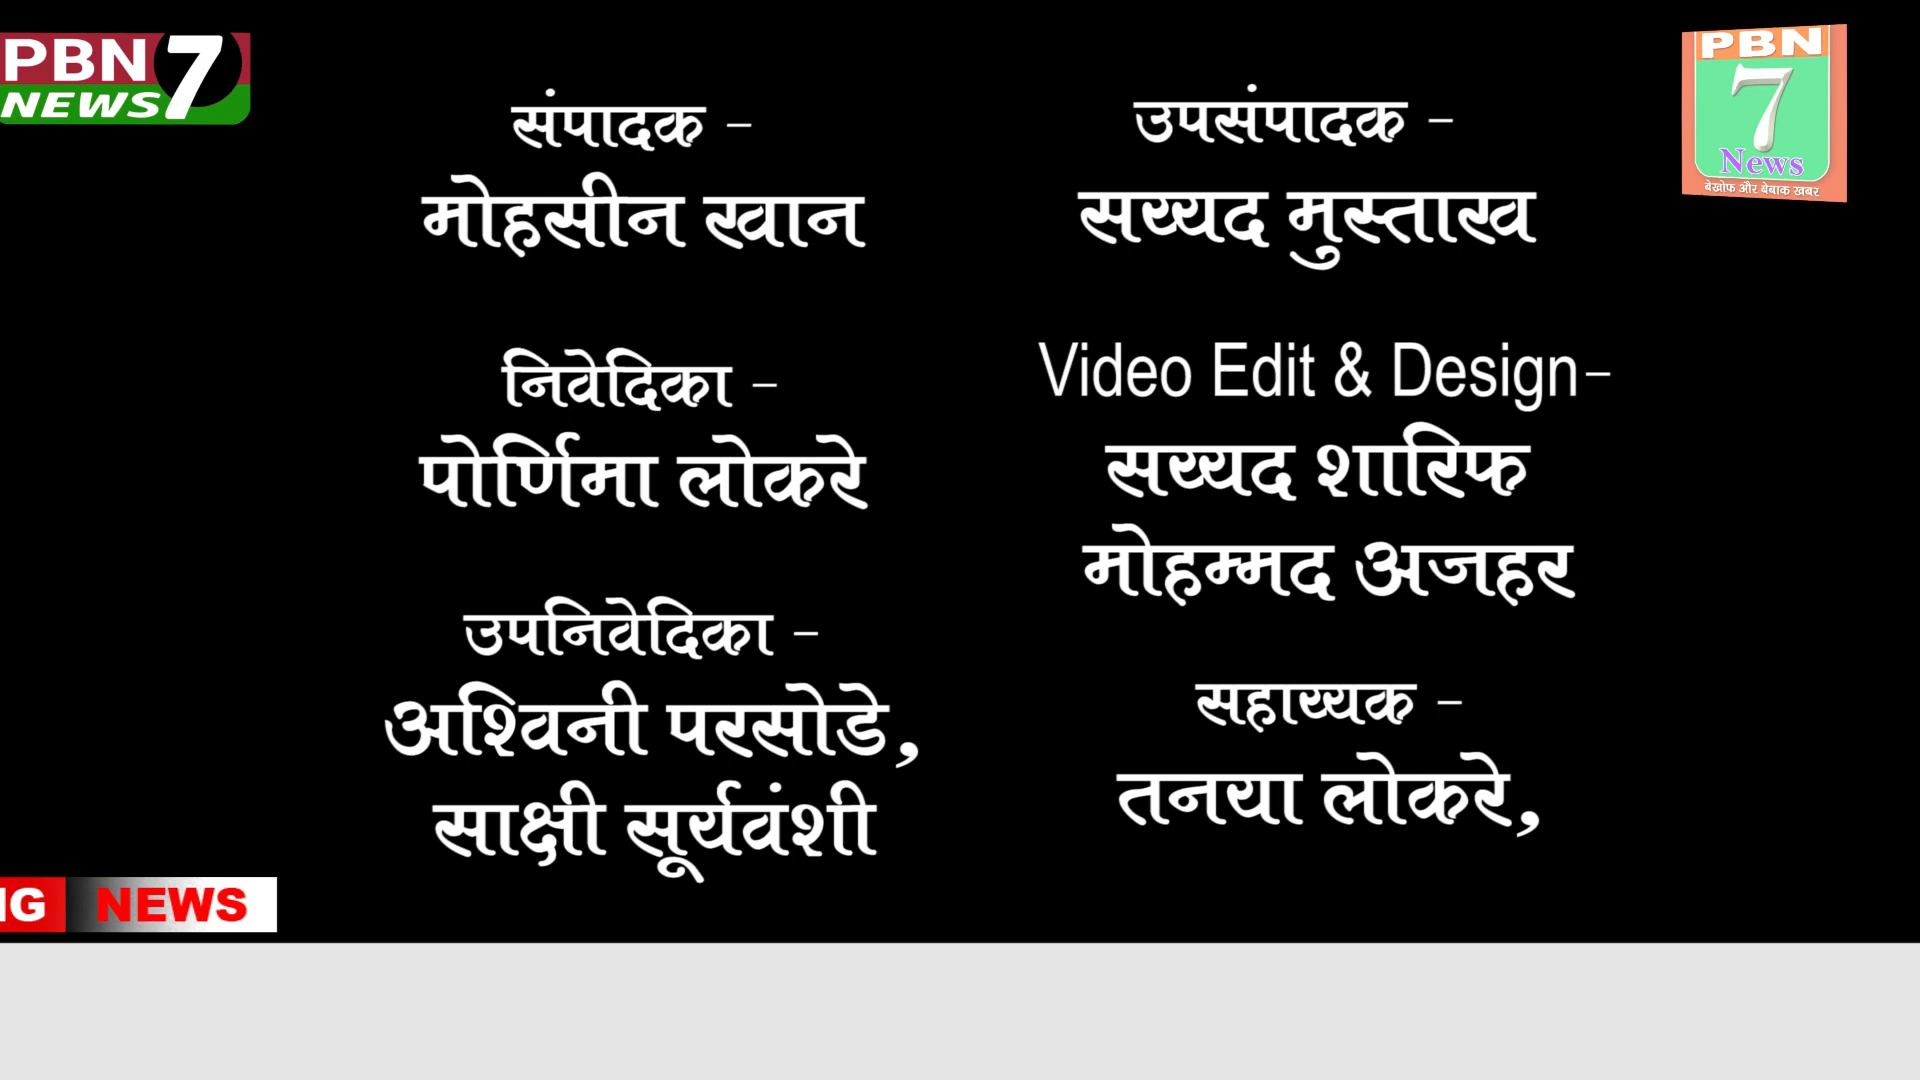 PBN 7
NEWS
संपादक -
मोहसीन खान
निवेदिका -
पोर्णिमा लोकरे
उपनिवेदिका -
अश्विनी परसोडे,
साक्षी सूर्यवंशी
उपसंपादक -
सय्यद मुस्ताख
Video Edit & Design-
सय्यद शारिफ
मोहम्मद अजहर
सहाय्यक -
तनया लोकरे,
PBN
7
News
बेखोफ और बेबाक खबर
NG NEWS